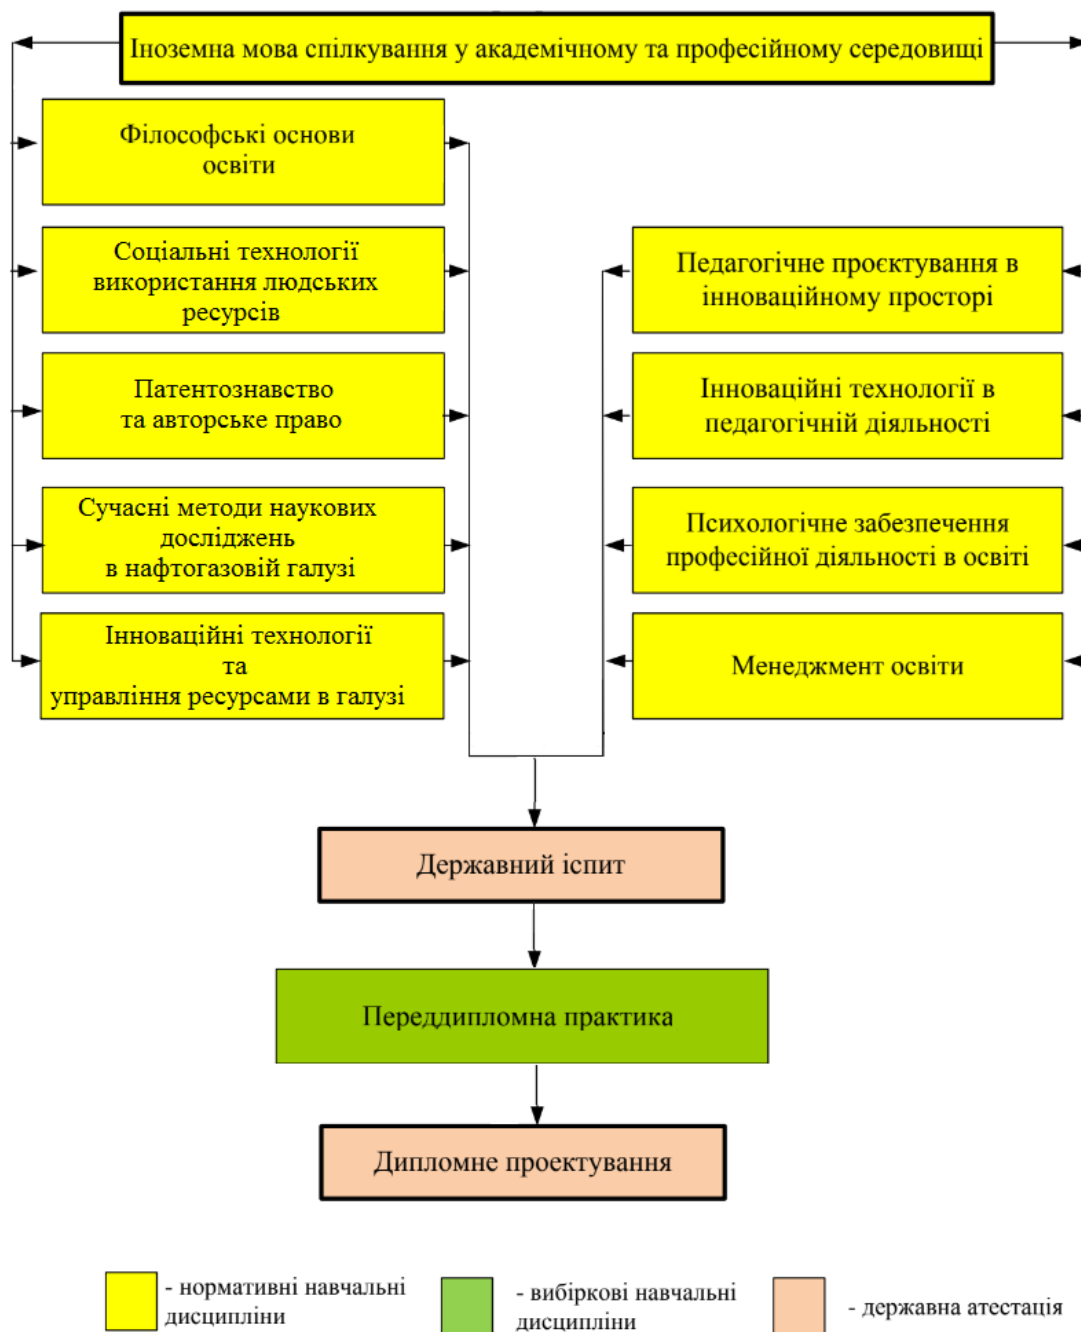 Іноземна мова спілкування у академічному та професійному середовищі
Філософські основи
освіти
Соціальні технології
використання людських
ресурсів
Патентознавство
та авторське право
Сучасні методи наукових
досліджень
в нафтогазовій галузі
Інноваційні технології
та
управління ресурсами в галузі
Педагогічне проєктування в
інноваційному просторі
Інноваційні технології в
педагогічній діяльності
Психологічне забезпечення
професійної діяльності в освіті
Менеджмент освіти
Державний іспит
Переддипломна практика
Дипломне проектування
- нормативні навчальні
дисципліни
- вибіркові навчальні
дисципліни
- державна атестація